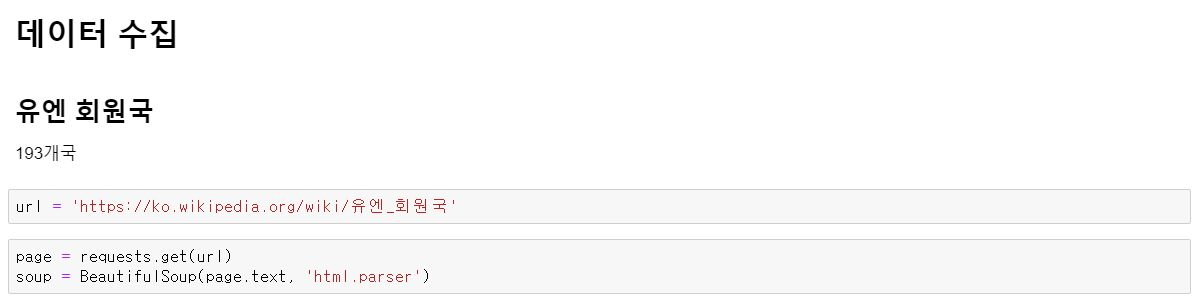 데이터 수집
유엔 회원국
193개국
url = 'https://ko.wikipedia.org/wiki/유엔_회원국'
page = requests.get(url)
soup = BeautifulSoup(page.text, 'html.parser')